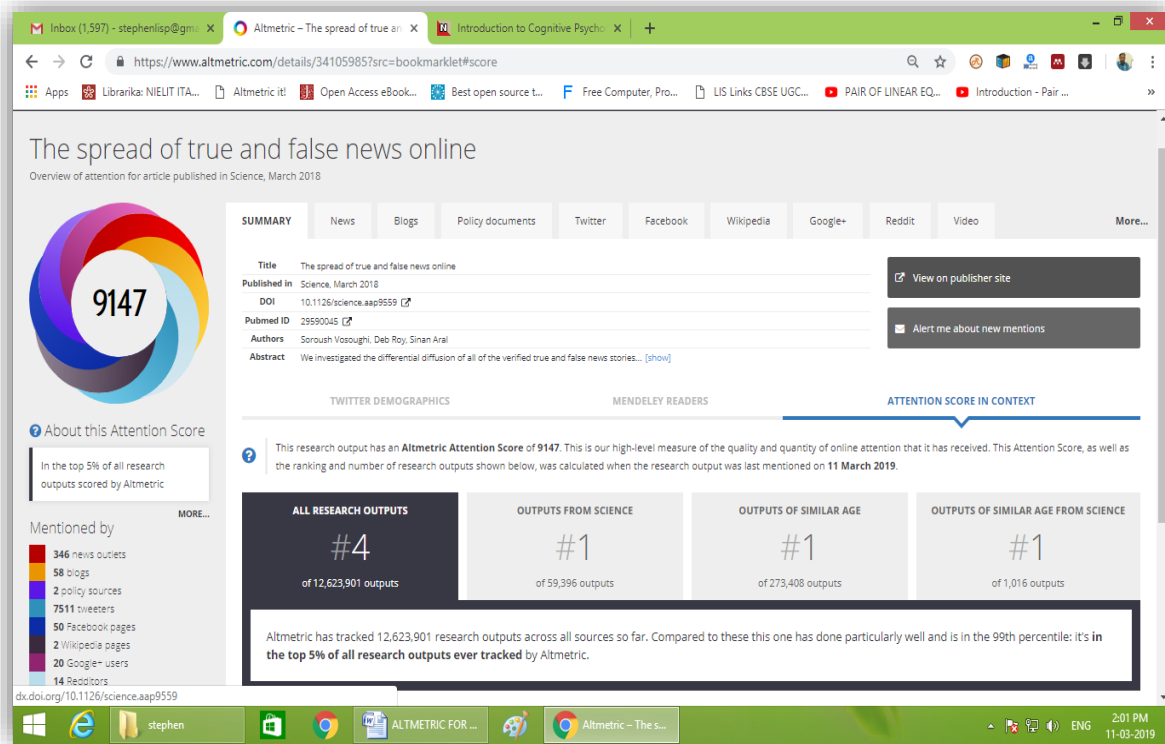 Inbox (1,597) - stephenlisp@gma
Altmetric – The spread of true an
Introduction to Cognitive Psycho
https://www.altmetric.com/details/34105985?src=bookmarklet#score
Apps
Librarika: NIELIT ITA...
Altmetric it!
Open Access eBook...
Best open source t...
Free Computer, Pro...
LIS Links CBSE UGC...
PAIR OF LINEAR EQ...
Introduction - Pair ...
»
The spread of true and false news online
Overview of attention for article published in Science, March 2018
9147
SUMMARY
News
Blogs
Policy documents
Twitter
Facebook
Wikipedia
Google+
Reddit
Video
More...
Title The spread of true and false news online
Published in Science, March 2018
DOI 10.1126/science.aap9559
Pubmed ID 29590045
Authors Soroush Vosoughi, Deb Roy, Sinan Aral
Abstract We investigated the differential diffusion of all of the verified true and false news stories... [show]
View on publisher site
Alert me about new mentions
TWITTER DEMOGRAPHICS
MENDELEY READERS
ATTENTION SCORE IN CONTEXT
? About this Attention Score
In the top 5% of all research
outputs scored by Altmetric
MORE...
Mentioned by
346 news outlets
58 blogs
2 policy sources
7511 tweeters
50 Facebook pages
2 Wikipedia pages
20 Google+ users
14 Redditors
? This research output has an Altmetric Attention Score of 9147. This is our high-level measure of the quality and quantity of online attention that it has received. This Attention Score, as well as
the ranking and number of research outputs shown below, was calculated when the research output was last mentioned on 11 March 2019.
ALL RESEARCH OUTPUTS
#4
of 12,623,901 outputs
OUTPUTS FROM SCIENCE
#1
of 59,396 outputs
OUTPUTS OF SIMILAR AGE
#1
of 273,408 outputs
OUTPUTS OF SIMILAR AGE FROM SCIENCE
#1
of 1,016 outputs
Altmetric has tracked 12,623,901 research outputs across all sources so far. Compared to these this one has done particularly well and is in the 99th percentile: it's in
the top 5% of all research outputs ever tracked by Altmetric.
dx.doi.org/10.1126/science.aap9559
stephen
ALTMETRIC FOR ...
Altmetric – The s...
ENG
2:01 PM
11-03-2019